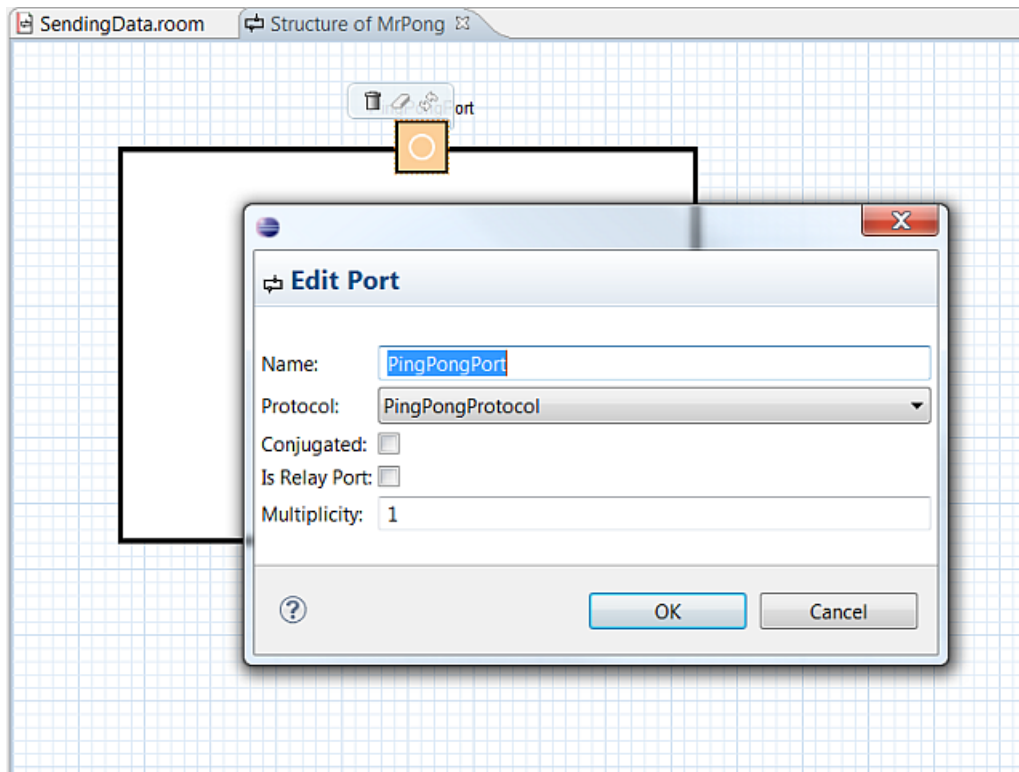 SendingData.room
Structure of MrPong
PingPongPort
Edit Port
Name: PingPongPort
Protocol: PingPongProtocol
Conjugated:
Is Relay Port:
Multiplicity: 1
OK Cancel